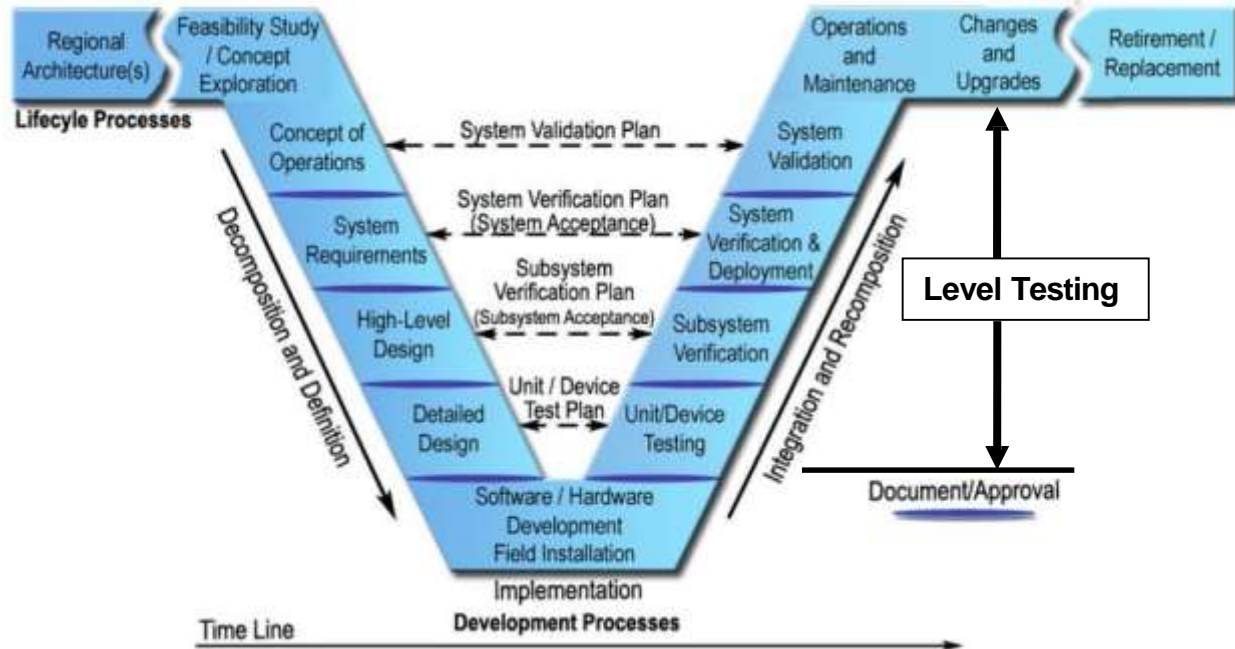 Regional
Architecture(s)
Feasibility Study
/ Concept
Exploration
Operations
and
Maintenance
Changes
and
Upgrades
Retirement /
Replacement
Lifecyle Processes
Concept of
Operations
System Validation Plan
System
Validation
System
Requirements
System Verification Plan
(System Acceptance)
System
Verification &
Deployment
High-Level
Design
Subsystem
Verification Plan
(Subsystem Acceptance)
Subsystem
Verification
Detailed
Design
Unit / Device
Test Plan
Unit/Device
Testing
Decomposition and Definition
Integration and Recomposition
Level Testing
Document/Approval
Software / Hardware
Development
Field Installation
Implementation
Development Processes
Time Line